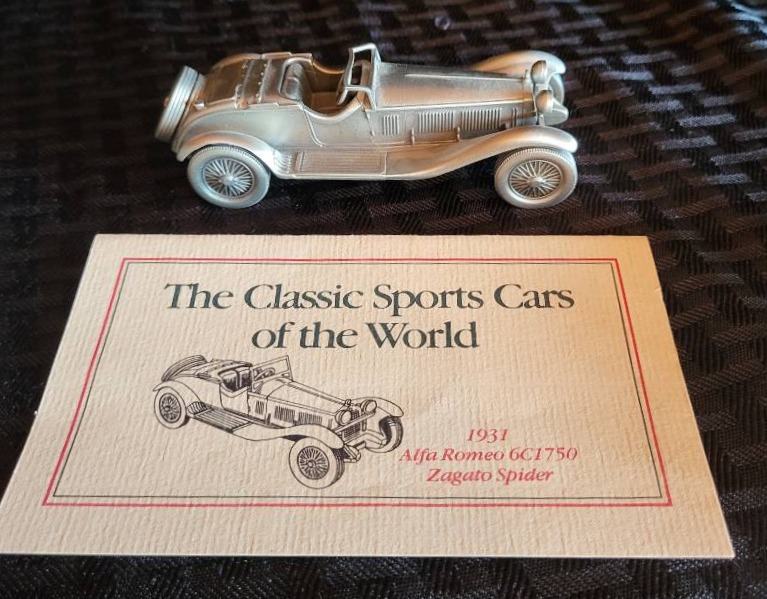 The Classic Sports Cars
of the World
1931
Alfa Romeo 6C1750
Zagato Spider